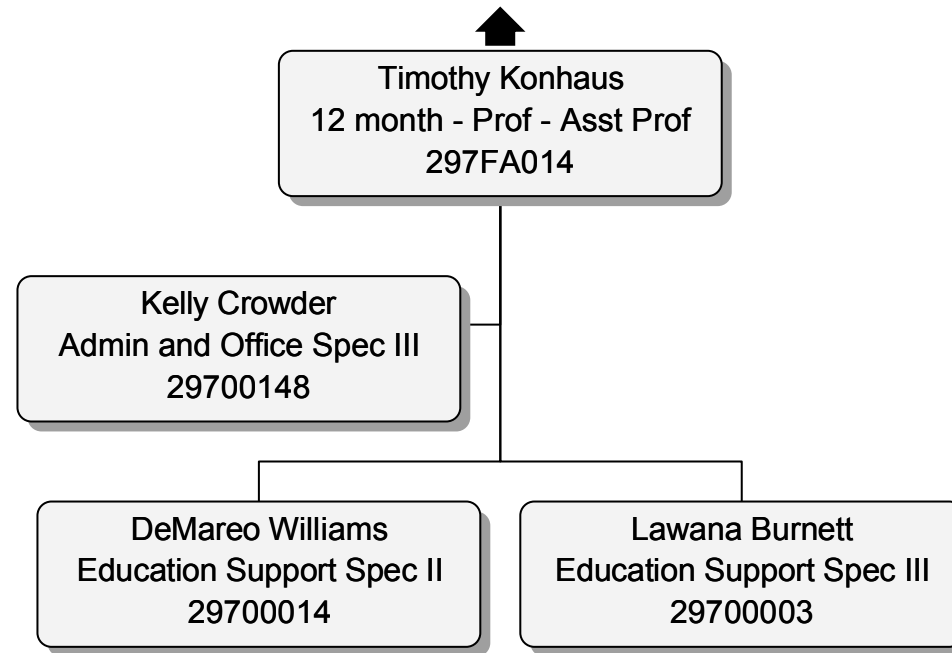 Timothy Konhaus
12 month - Prof - Asst Prof
297FA014
Kelly Crowder
Admin and Office Spec III
29700148
DeMareo Williams
Education Support Spec II
29700014
Lawana Burnett
Education Support Spec III
29700003